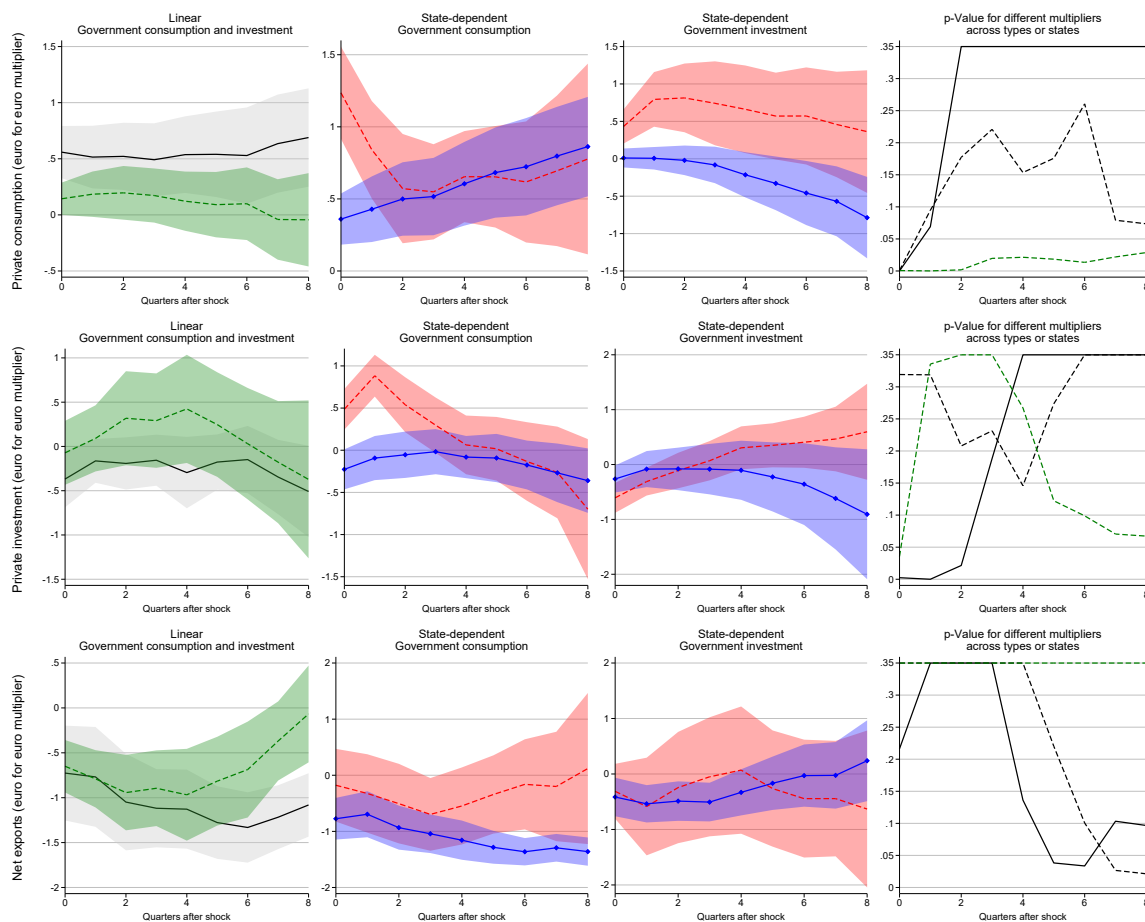 Linear
Government consumption and investment
State-dependent
Government consumption
State-dependent
Government investment
p-Value for different multipliers
across types or states
Private consumption (euro for euro multiplier)
1.5
1
.5
0
-.5
0 2 4 6 8
Quarters after shock
1.5
1
.5
0
0 2 4 6 8
Quarters after shock
1.5
1
.5
0
-.5
-1
-1.5
0 2 4 6 8
Quarters after shock
.35
.3
.25
.2
.15
.1
.05
0
0 2 4 6 8
Quarters after shock
Linear
Government consumption and investment
State-dependent
Government consumption
State-dependent
Government investment
p-Value for different multipliers
across types or states
Private investment (euro for euro multiplier)
1
.5
0
-.5
-1
-1.5
0 2 4 6 8
Quarters after shock
1
.5
0
-.5
-1
-1.5
0 2 4 6 8
Quarters after shock
2
1
0
-1
-2
0 2 4 6 8
Quarters after shock
.35
.3
.25
.2
.15
.1
.05
0
0 2 4 6 8
Quarters after shock
Linear
Government consumption and investment
State-dependent
Government consumption
State-dependent
Government investment
p-Value for different multipliers
across types or states
Net exports (euro for euro multiplier)
.5
0
-.5
-1
-1.5
-2
0 2 4 6 8
Quarters after shock
2
1
0
-1
-2
0 2 4 6 8
Quarters after shock
2
1
0
-1
-2
0 2 4 6 8
Quarters after shock
.35
.3
.25
.2
.15
.1
.05
0
0 2 4 6 8
Quarters after shock